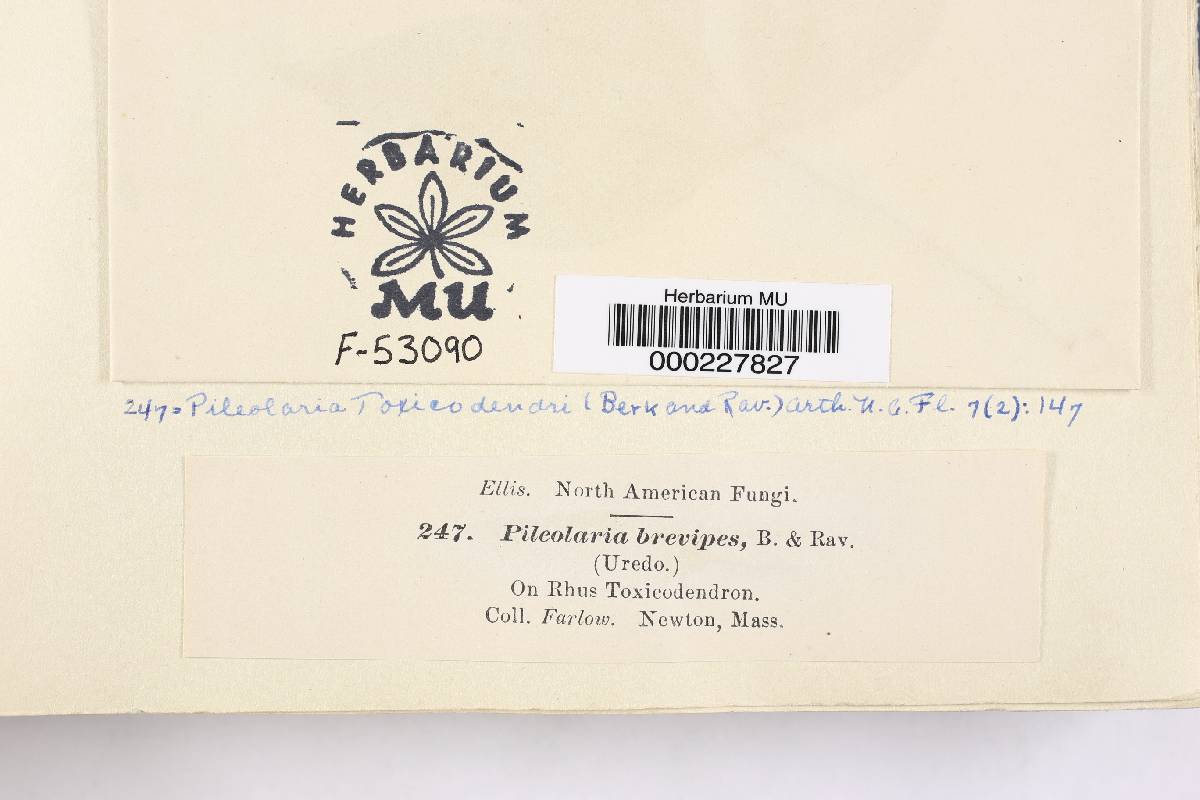 HERBARIUM
MU
F-53090
Herbarium MU
000227827
247 = Pileolaria Toxicodendri (Berk and Rav.) Arth. N. A. Fl. 7(2): 147
Ellis. North American Fungi.
247. Pileolaria brevipes, B. & Rav.
(Uredo.)
On Rhus Toxicodendron.
Coll. Farlow. Newton, Mass.